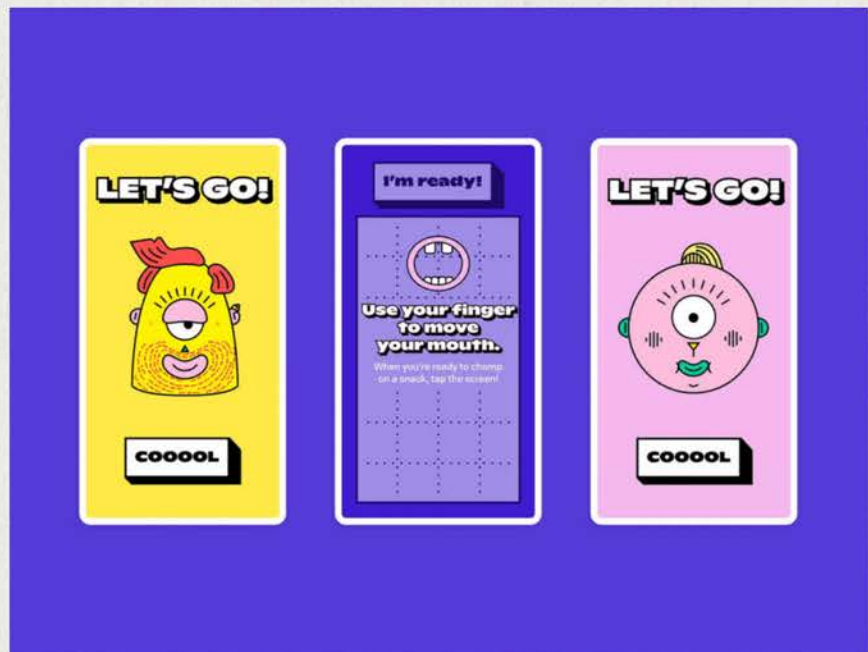 LET'S GO!
COOOOL
I'm ready!
Use your finger
to move
your mouth.
When you're ready to chomp
on a snack, tap the screen!
LET'S GO!
COOOOL